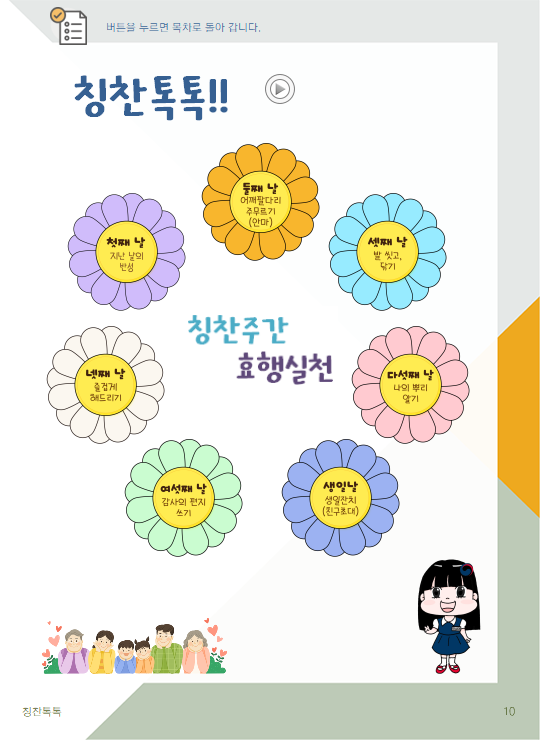 버튼을 누르면 목차로 돌아 갑니다.
칭찬톡톡!!
둘째 날
어깨팔다리
주무르기
(안마)
첫째 날
지난 날의
반성
셋째 날
발 씻고,
닦기
칭찬주간
효행실천
넷째 날
즐겁게
해드리기
다섯째 날
나의 뿌리
알기
여섯째 날
감사의 편지
쓰기
생일날
생일잔치
(친구초대)
칭찬톡톡
10